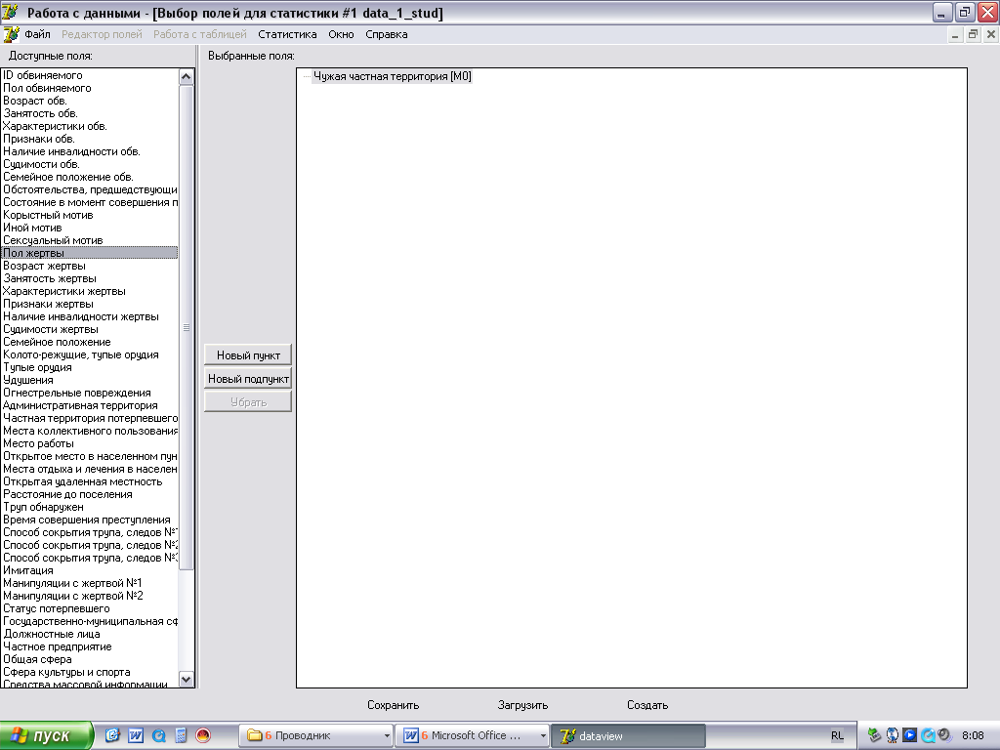 Работа с данными - [Выбор полей для статистики #1 data_1_stud]
Файл Редактор полей Работа с таблицей Статистика Окно Справка
Доступные поля:
Выбранные поля:
ID обвиняемого
Пол обвиняемого
Возраст обв.
Занятость обв.
Характеристики обв.
Признаки обв.
Наличие инвалидности обв.
Судимости обв.
Семейное положение обв.
Обстоятельства, предшедствующи
Состояние в момент совершения п
Корыстный мотив
Иной мотив
Сексуальный мотив
Пол жертвы
Возраст жертвы
Занятость жертвы
Характеристики жертвы
Признаки жертвы
Наличие инвалидности жертвы
Судимости жертвы
Семейное положение
Колото-режущие, тупые орудия
Тупые орудия
Удушения
Огнестрельные повреждения
Административная территория
Частная территория потерпевшего
Места коллективного пользования
Место работы
Открытое место в населенном пун
Места отдыха и лечения в населен
Открытая удаленная местность
Расстояние до поселения
Труп обнаружен
Время совершения преступления
Способ сокрытия трупа, следов №1
Способ сокрытия трупа, следов №2
Способ сокрытия трупа, следов №3
Имитация
Манипуляции с жертвой №1
Манипуляции с жертвой №2
Статус потерпевшего
Государственно-муниципальная сф
Должностные лица
Частное предприятие
Общая сфера
Сфера культуры и спорта
Средства массовой информации
Новый пункт
Новый подпункт
Убрать
Чужая частная территория [M0]
Сохранить Загрузить Создать
пуск 6 Проводник 6 Microsoft Office ... dataview RL 8:08